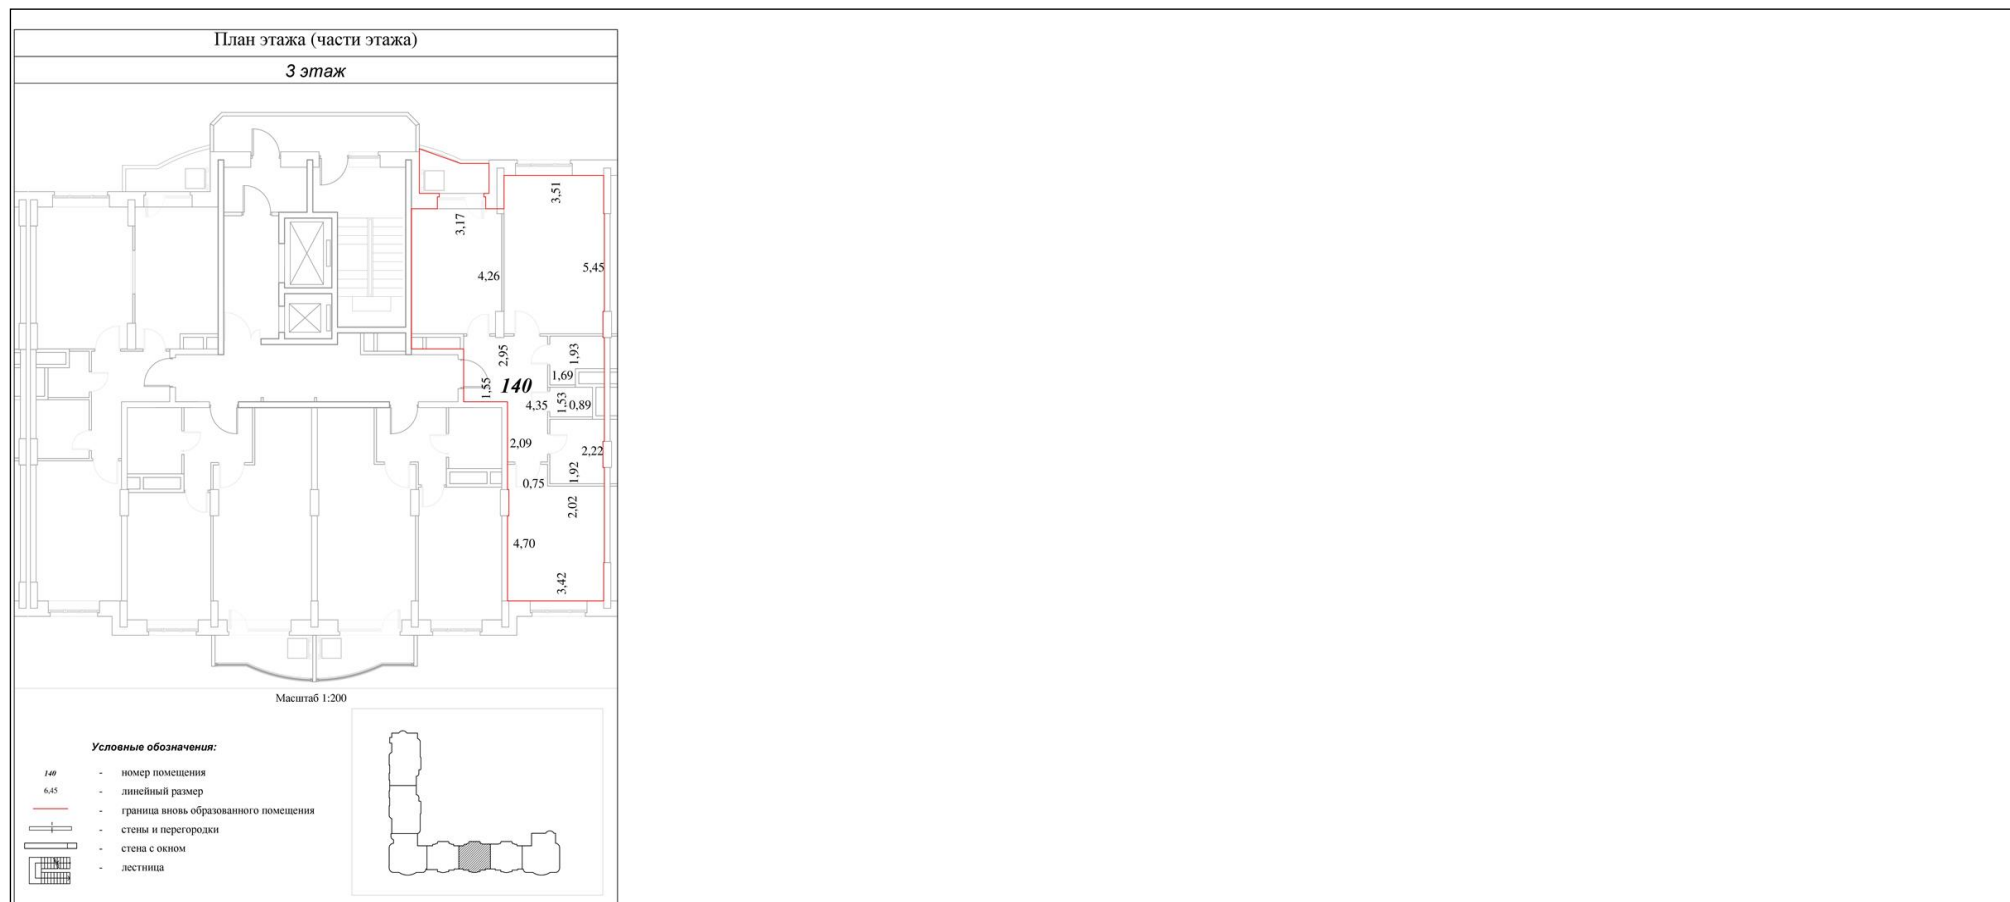 План этажа (части этажа)
3 этаж
3,51
3,17
4,26
5,45
2,95
1,93
1,69
1,55
140
4,35
1,53
0,89
2,09
2,22
1,92
0,75
2,02
4,70
3,42
Масштаб 1:200
Условные обозначения:
140 - номер помещения
6,45 - линейный размер
- граница вновь образованного помещения
- стены и перегородки
- стена с окном
- лестница